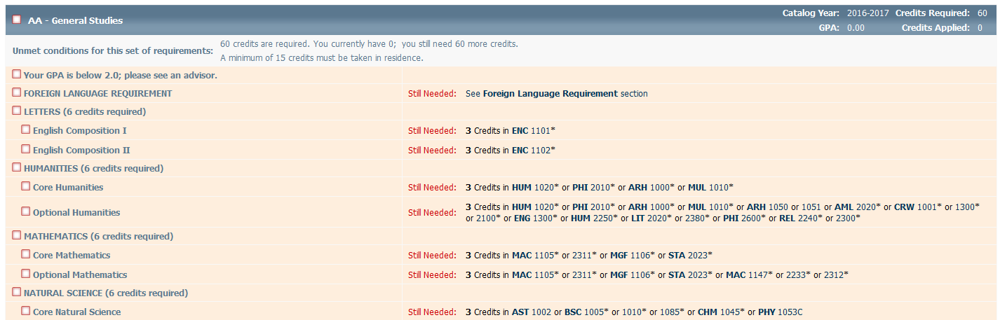 AA - General Studies
Catalog Year: 2016-2017 Credits Required: 60
GPA: 0.00 Credits Applied: 0
Unmet conditions for this set of requirements: 60 credits are required. You currently have 0; you still need 60 more credits.
A minimum of 15 credits must be taken in residence.
Your GPA is below 2.0; please see an advisor.
FOREIGN LANGUAGE REQUIREMENT Still Needed: See Foreign Language Requirement section
LETTERS (6 credits required)
English Composition I Still Needed: 3 Credits in ENC 1101*
English Composition II Still Needed: 3 Credits in ENC 1102*
HUMANITIES (6 credits required)
Core Humanities Still Needed: 3 Credits in HUM 1020* or PHI 2010* or ARH 1000* or MUL 1010*
Optional Humanities Still Needed: 3 Credits in HUM 1020* or PHI 2010* or ARH 1000* or MUL 1010* or ARH 1050 or 1051 or AML 2020* or CRW 1001* or 1300*
or 2100* or ENG 1300* or HUM 2250* or LIT 2020* or 2380* or PHI 2600* or REL 2240* or 2300*
MATHEMATICS (6 credits required)
Core Mathematics Still Needed: 3 Credits in MAC 1105* or 2311* or MGF 1106* or STA 2023*
Optional Mathematics Still Needed: 3 Credits in MAC 1105* or 2311* or MGF 1106* or STA 2023* or MAC 1147* or 2233* or 2312*
NATURAL SCIENCE (6 credits required)
Core Natural Science Still Needed: 3 Credits in AST 1002 or BSC 1005* or 1010* or 1085* or CHM 1045* or PHY 1053C